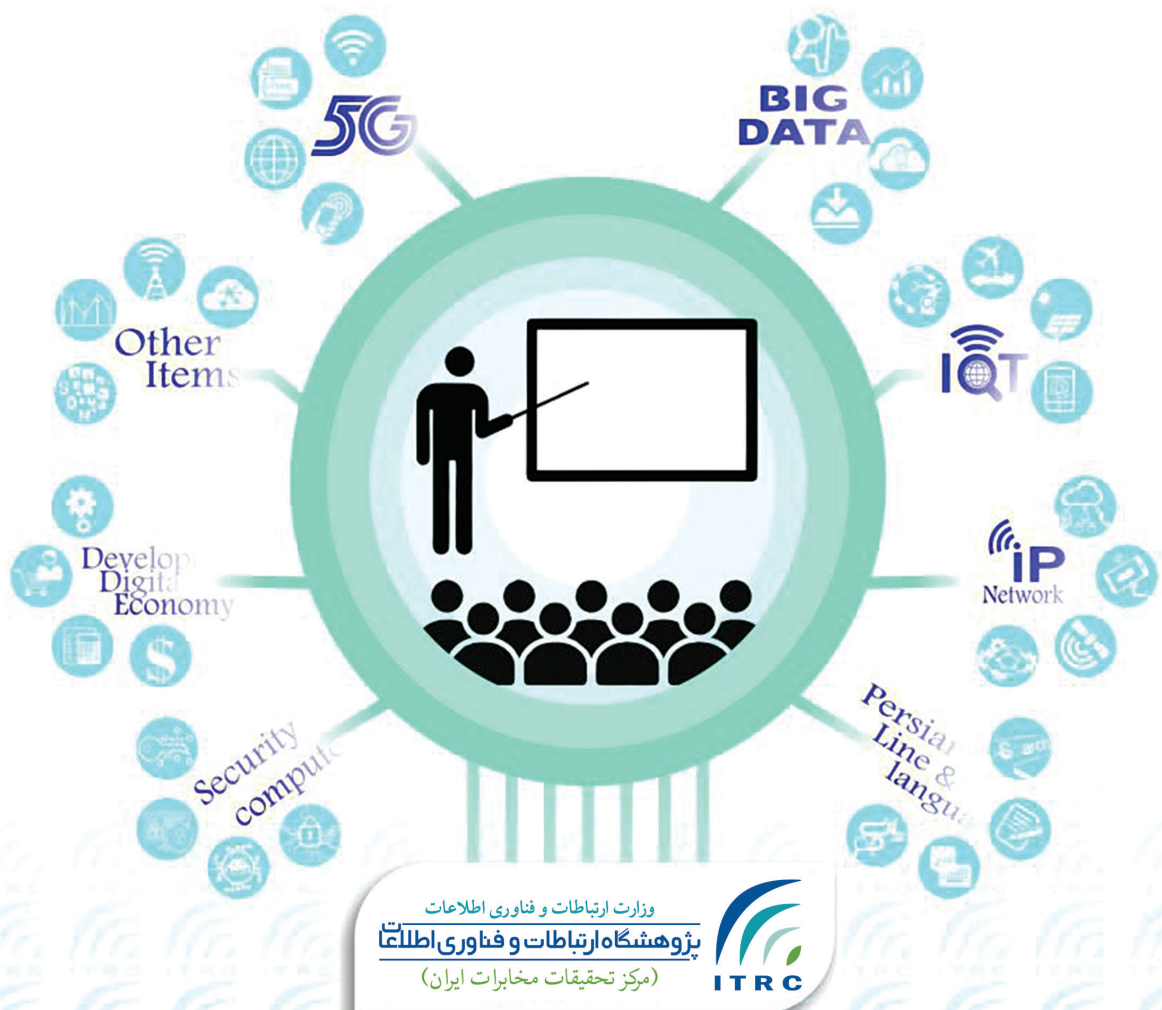 5G
BIG
DATA
Other
Items
IQT
Develop
Digita
Economy
iP
Network
Security
compute
Persian
Line &
langua
وزارت ارتباطات و فناوری اطلاعات
پژوهشگاه ارتباطات و فناوری اطلاعات
(مرکز تحقیقات مخابرات ایران)
ITRC